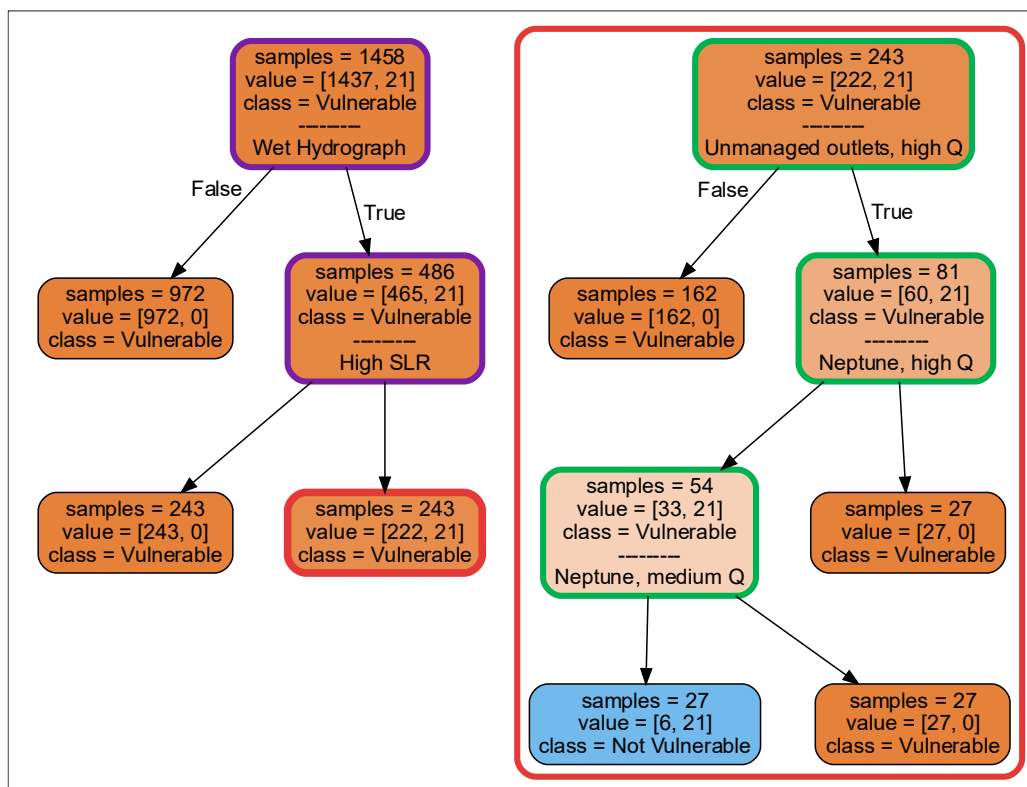 samples = 1458
value = [1437, 21]
class = Vulnerable
---------
Wet Hydrograph
False
True
samples = 972
value = [972, 0]
class = Vulnerable
samples = 486
value = [465, 21]
class = Vulnerable
---------
High SLR
samples = 243
value = [243, 0]
class = Vulnerable
samples = 243
value = [222, 21]
class = Vulnerable
samples = 243
value = [222, 21]
class = Vulnerable
---------
Unmanaged outlets, high Q
False
True
samples = 162
value = [162, 0]
class = Vulnerable
samples = 81
value = [60, 21]
class = Vulnerable
---------
Neptune, high Q
samples = 54
value = [33, 21]
class = Vulnerable
---------
Neptune, medium Q
samples = 27
value = [27, 0]
class = Vulnerable
samples = 27
value = [6, 21]
class = Not Vulnerable
samples = 27
value = [27, 0]
class = Vulnerable